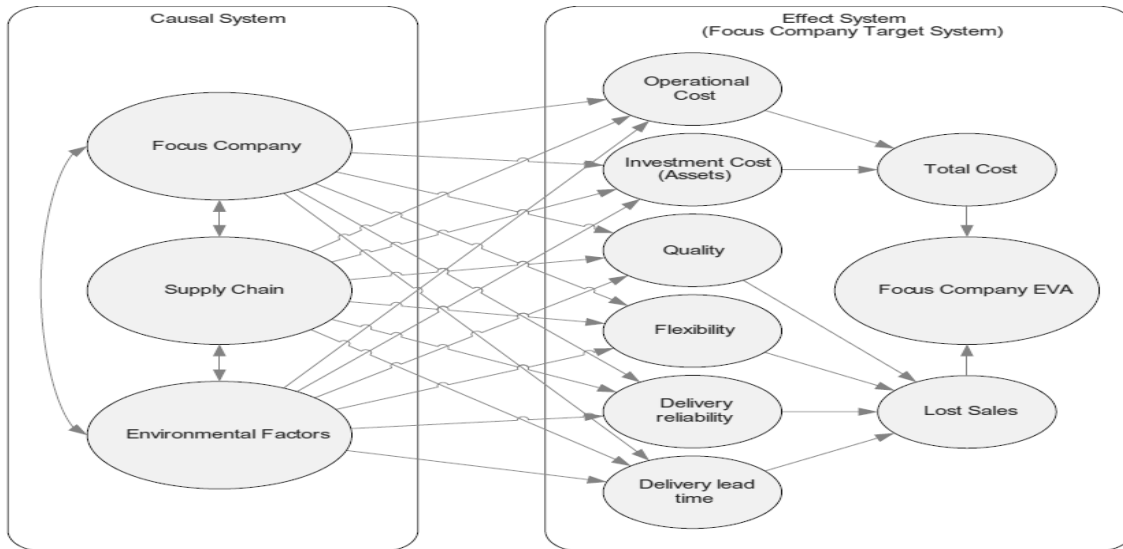 Causal System
Effect System
(Focus Company Target System)
Focus Company
Supply Chain
Environmental Factors
Operational
Cost
Investment Cost
(Assets)
Quality
Flexibility
Delivery
reliability
Delivery lead
time
Total Cost
Focus Company EVA
Lost Sales